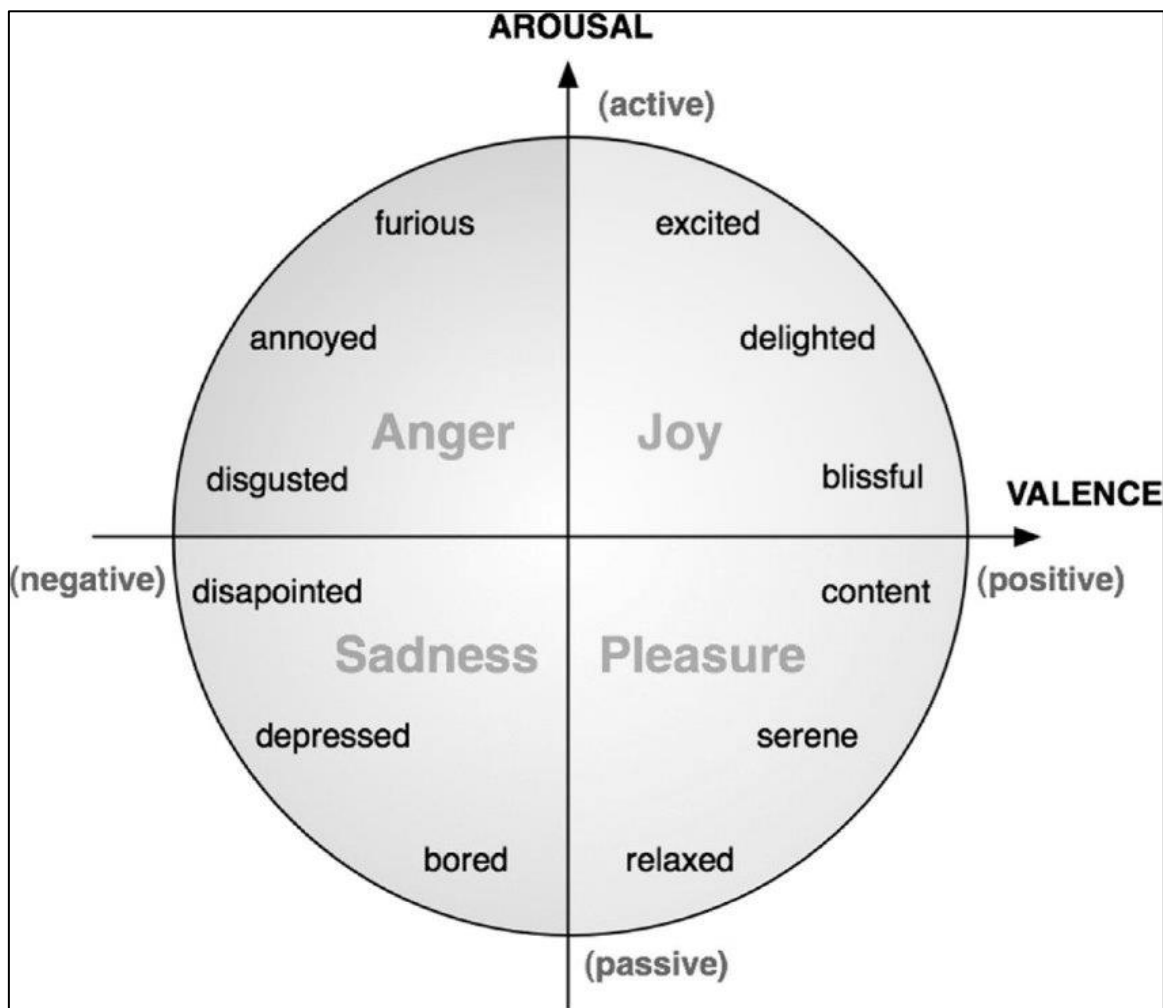 AROUSAL
(active)
furious excited
annoyed delighted
Anger Joy
disgusted blissful
VALENCE
(negative) (positive)
disapointed content
Sadness Pleasure
depressed serene
bored relaxed
(passive)